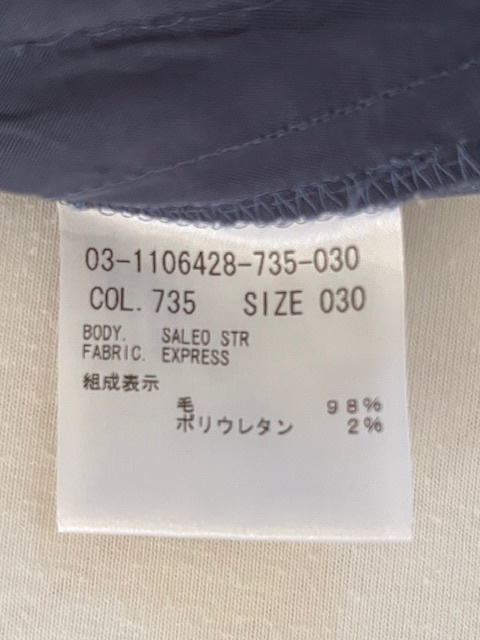 03-1106428-735-030
COL. 735 SIZE 030
BODY. SALEO STR
FABRIC. EXPRESS
組成表示
毛 98%
ポリウレタン 2%